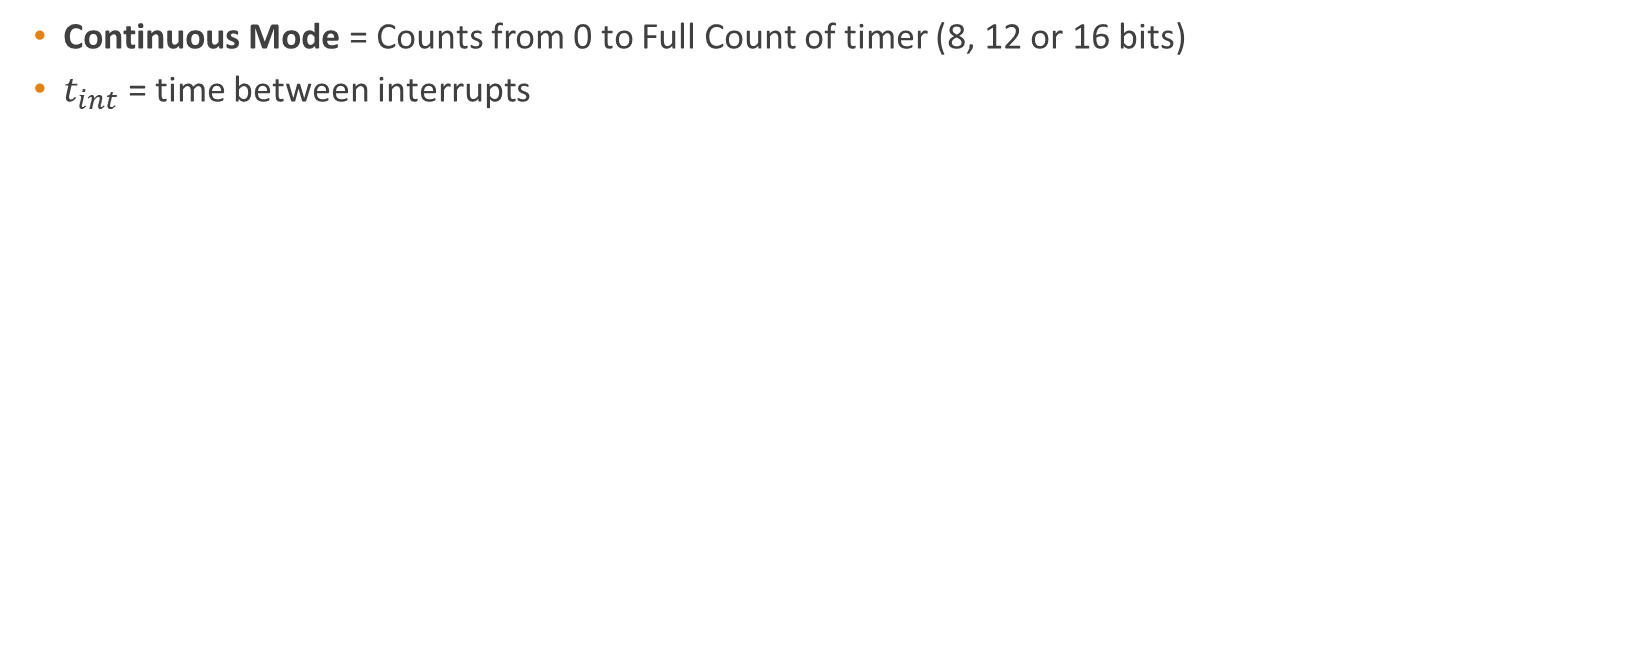 • Continuous Mode = Counts from 0 to Full Count of timer (8, 12 or 16 bits)
• t_int = time between interrupts